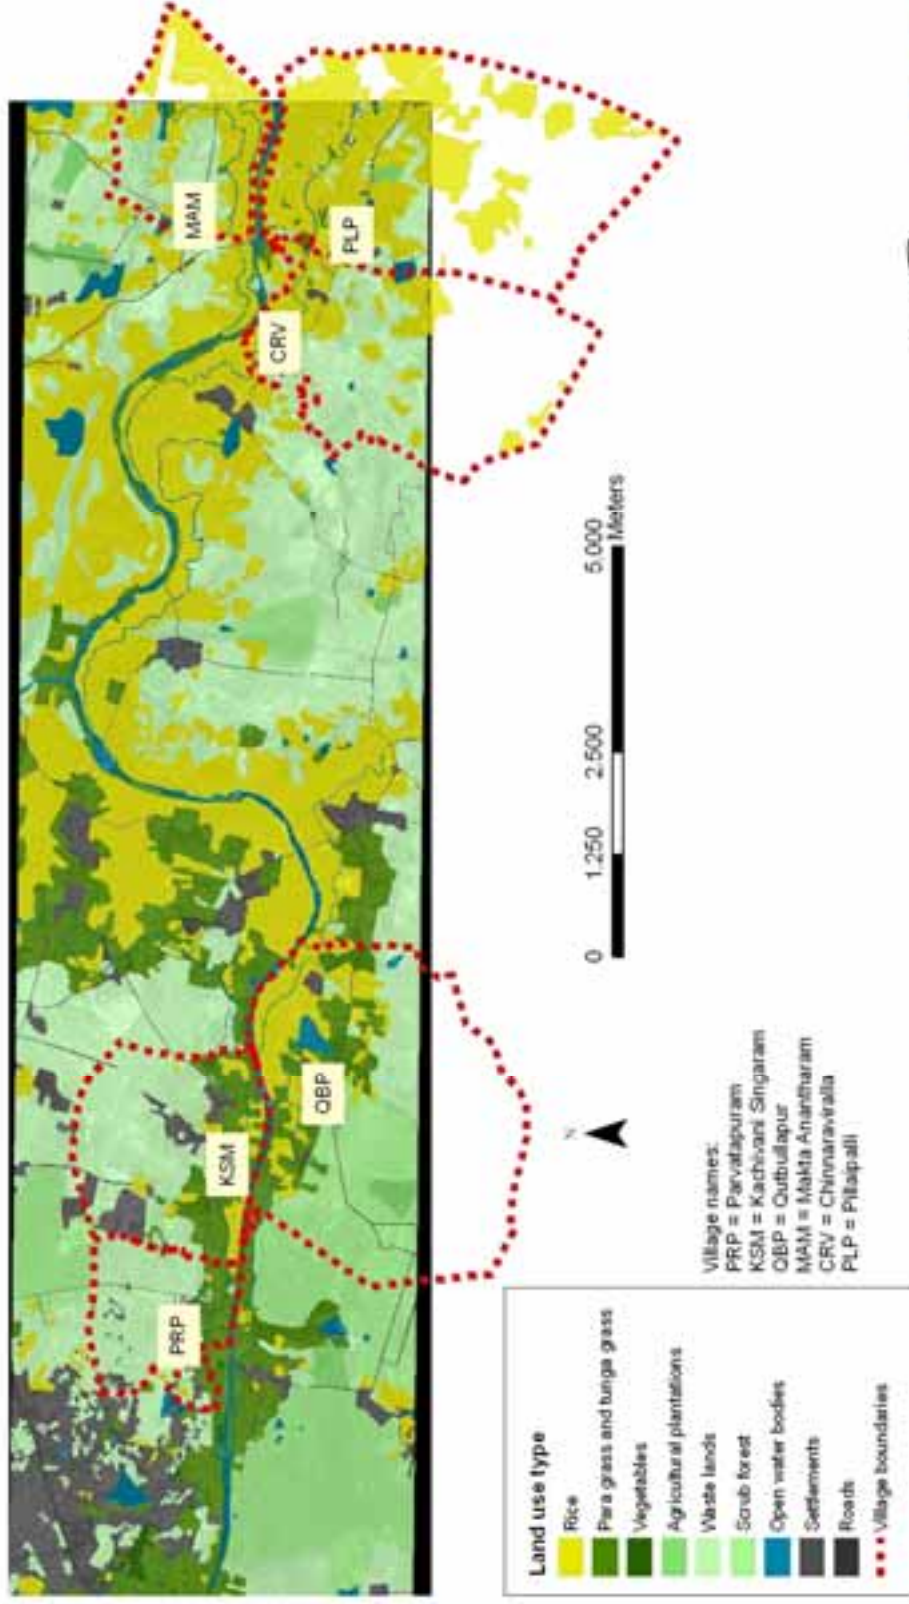 MAM
PLP
CRV
QBP
KSM
PRP
0 1.250 2.500 5.000
Meters
N
Village names:
PRP = Parvatapuram
KSM = Kachivani Singaram
QBP = Qutbullapur
MAM = Makta Anantharam
CRV = Chinnaraviralla
PLP = Pillaipalli
Land use type
Rice
Para grass and tunga grass
Vegetables
Agricultural plantations
Waste lands
Scrub forest
Open water bodies
Settlements
Roads
Village boundaries